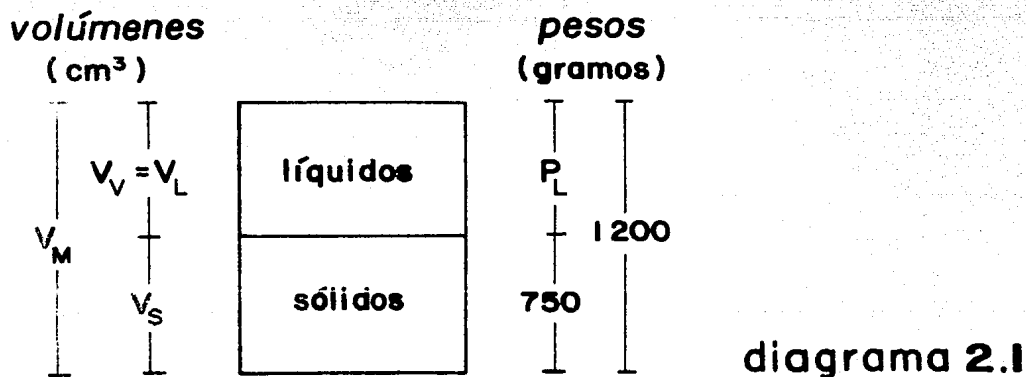 volúmenes pesos
(cm³) (gramos)
V_V = V_L líquidos P_L
V_M 1200
V_S sólidos 750
diagrama 2.1